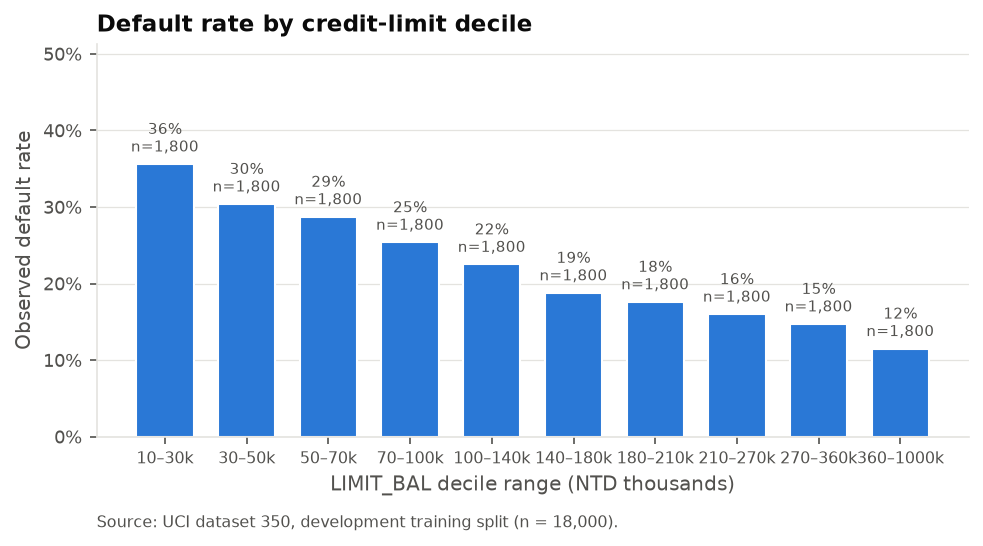 Default rate by credit-limit decile
Observed default rate
50%
40%
30%
20%
10%
0%
36%
n=1,800
30%
n=1,800
29%
n=1,800
25%
n=1,800
22%
n=1,800
19%
n=1,800
18%
n=1,800
16%
n=1,800
15%
n=1,800
12%
n=1,800
10–30k 30–50k 50–70k 70–100k 100–140k 140–180k 180–210k 210–270k 270–360k 360–1000k
LIMIT_BAL decile range (NTD thousands)
Source: UCI dataset 350, development training split (n = 18,000).